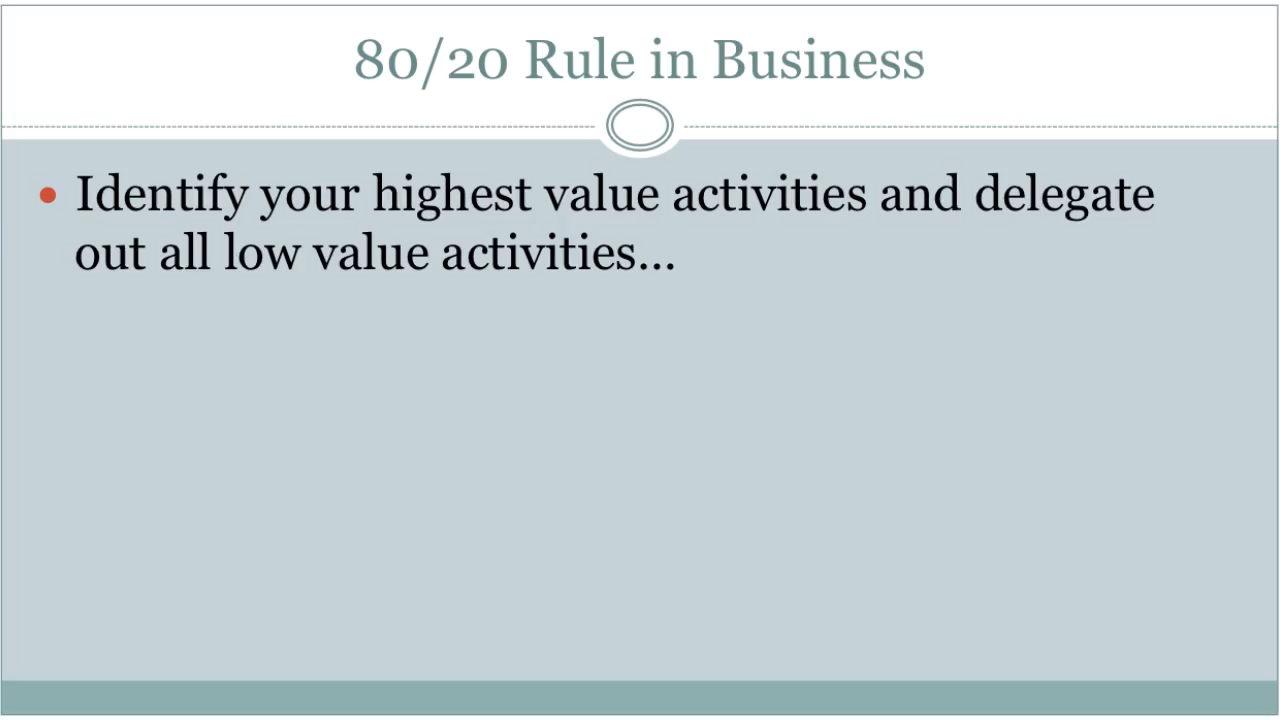 80/20 Rule in Business
• Identify your highest value activities and delegate
out all low value activities...